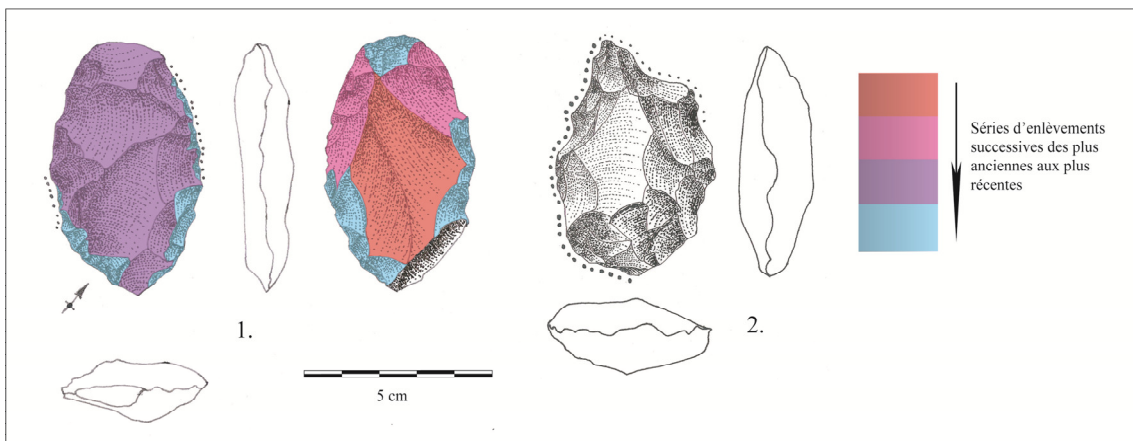 Séries d'enlèvements
successives des plus
anciennes aux plus
récentes
1.
2.
5 cm